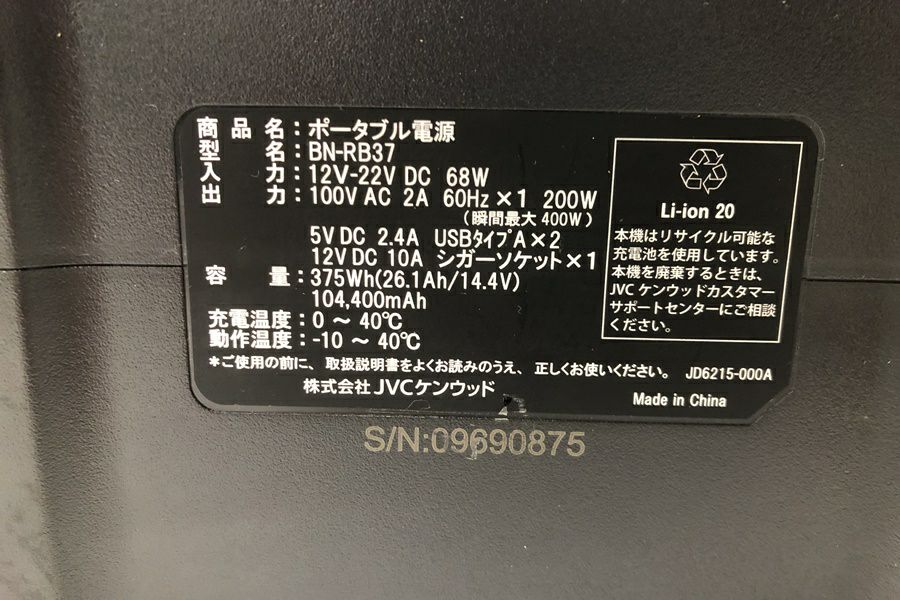 商品名：ポータブル電源
型名：BN-RB37
入力：12V-22V DC 68W
出力：100V AC 2A 60Hz×1 200W
(瞬間最大 400W)
5V DC 2.4A USBタイプA×2
12V DC 10A シガーソケット×1
容量：375Wh(26.1Ah/14.4V)
104,400mAh
充電温度：0 ～ 40℃
動作温度：-10 ～ 40℃
*ご使用の前に、取扱説明書をよくお読みのうえ、正しくお使いください。 JD6215-000A
株式会社 JVCケンウッド
Made in China
Li-ion 20
本機はリサイクル可能な
充電池を使用しています。
本機を廃棄するときは、
JVC ケンウッドカスタマー
サポートセンターにご相談
ください。
S/N:09690875